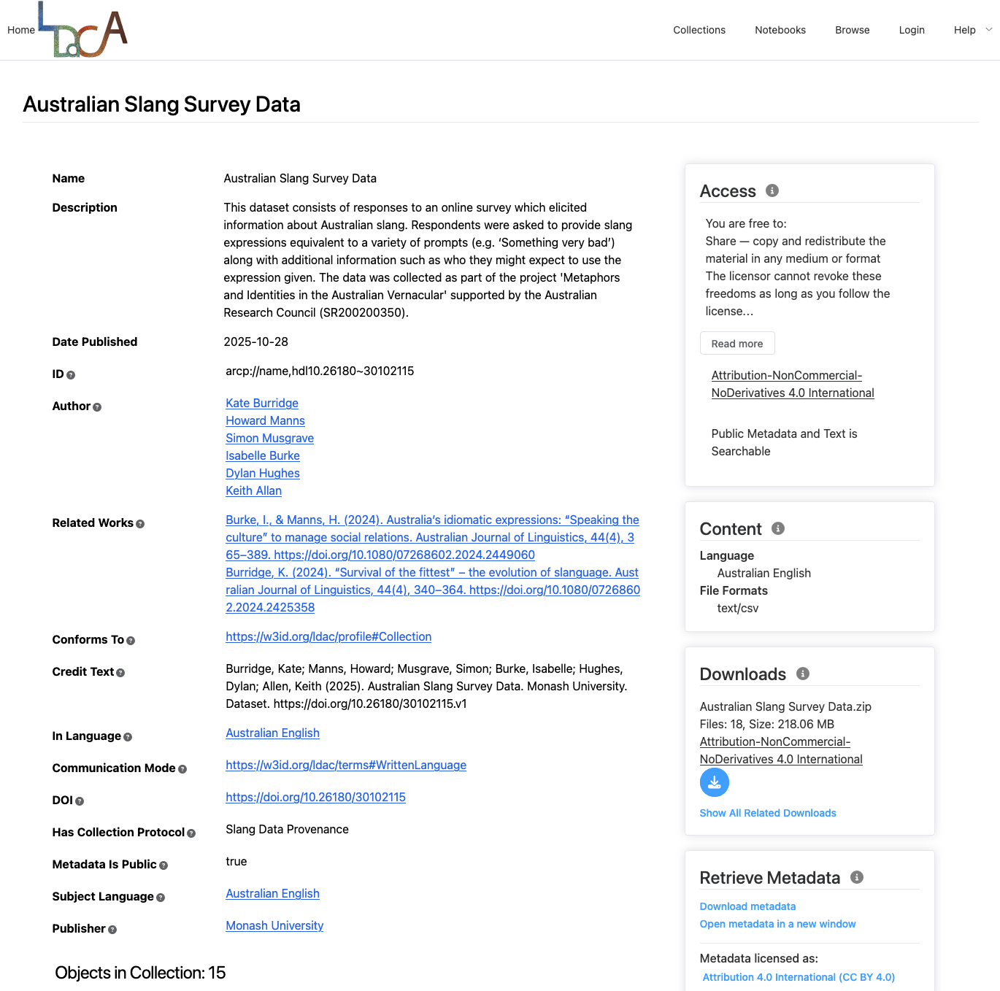 Home
LDaCA
Collections
Notebooks
Browse
Login
Help
Australian Slang Survey Data
Name
Australian Slang Survey Data
Description
This dataset consists of responses to an online survey which elicited
information about Australian slang. Respondents were asked to provide slang
expressions equivalent to a variety of prompts (e.g. ‘Something very bad’)
along with additional information such as who they might expect to use the
expression given. The data was collected as part of the project 'Metaphors
and Identities in the Australian Vernacular' supported by the Australian
Research Council (SR200200350).
Date Published
2025-10-28
ID
arcp://name,hdl10.26180~30102115
Author
Kate Burridge
Howard Manns
Simon Musgrave
Isabelle Burke
Dylan Hughes
Keith Allan
Related Works
Burke, I., & Manns, H. (2024). Australia’s idiomatic expressions: “Speaking the
culture” to manage social relations. Australian Journal of Linguistics, 44(4), 3
65–389. https://doi.org/10.1080/07268602.2024.2449060
Burridge, K. (2024). “Survival of the fittest” – the evolution of slanguage. Aust
ralian Journal of Linguistics, 44(4), 340–364. https://doi.org/10.1080/0726860
2.2024.2425358
Conforms To
https://w3id.org/ldac/profile#Collection
Credit Text
Burridge, Kate; Manns, Howard; Musgrave, Simon; Burke, Isabelle; Hughes,
Dylan; Allen, Keith (2025). Australian Slang Survey Data. Monash University.
Dataset. https://doi.org/10.26180/30102115.v1
In Language
Australian English
Communication Mode
https://w3id.org/ldac/terms#WrittenLanguage
DOI
https://doi.org/10.26180/30102115
Has Collection Protocol
Slang Data Provenance
Metadata Is Public
true
Subject Language
Australian English
Publisher
Monash University
Objects in Collection: 15
Access
You are free to:
Share — copy and redistribute the
material in any medium or format
The licensor cannot revoke these
freedoms as long as you follow the
license...
Read more
Attribution-NonCommercial-
NoDerivatives 4.0 International
Public Metadata and Text is
Searchable
Content
Language
Australian English
File Formats
text/csv
Downloads
Australian Slang Survey Data.zip
Files: 18, Size: 218.06 MB
Attribution-NonCommercial-
NoDerivatives 4.0 International
Show All Related Downloads
Retrieve Metadata
Download metadata
Open metadata in a new window
Metadata licensed as:
Attribution 4.0 International (CC BY 4.0)